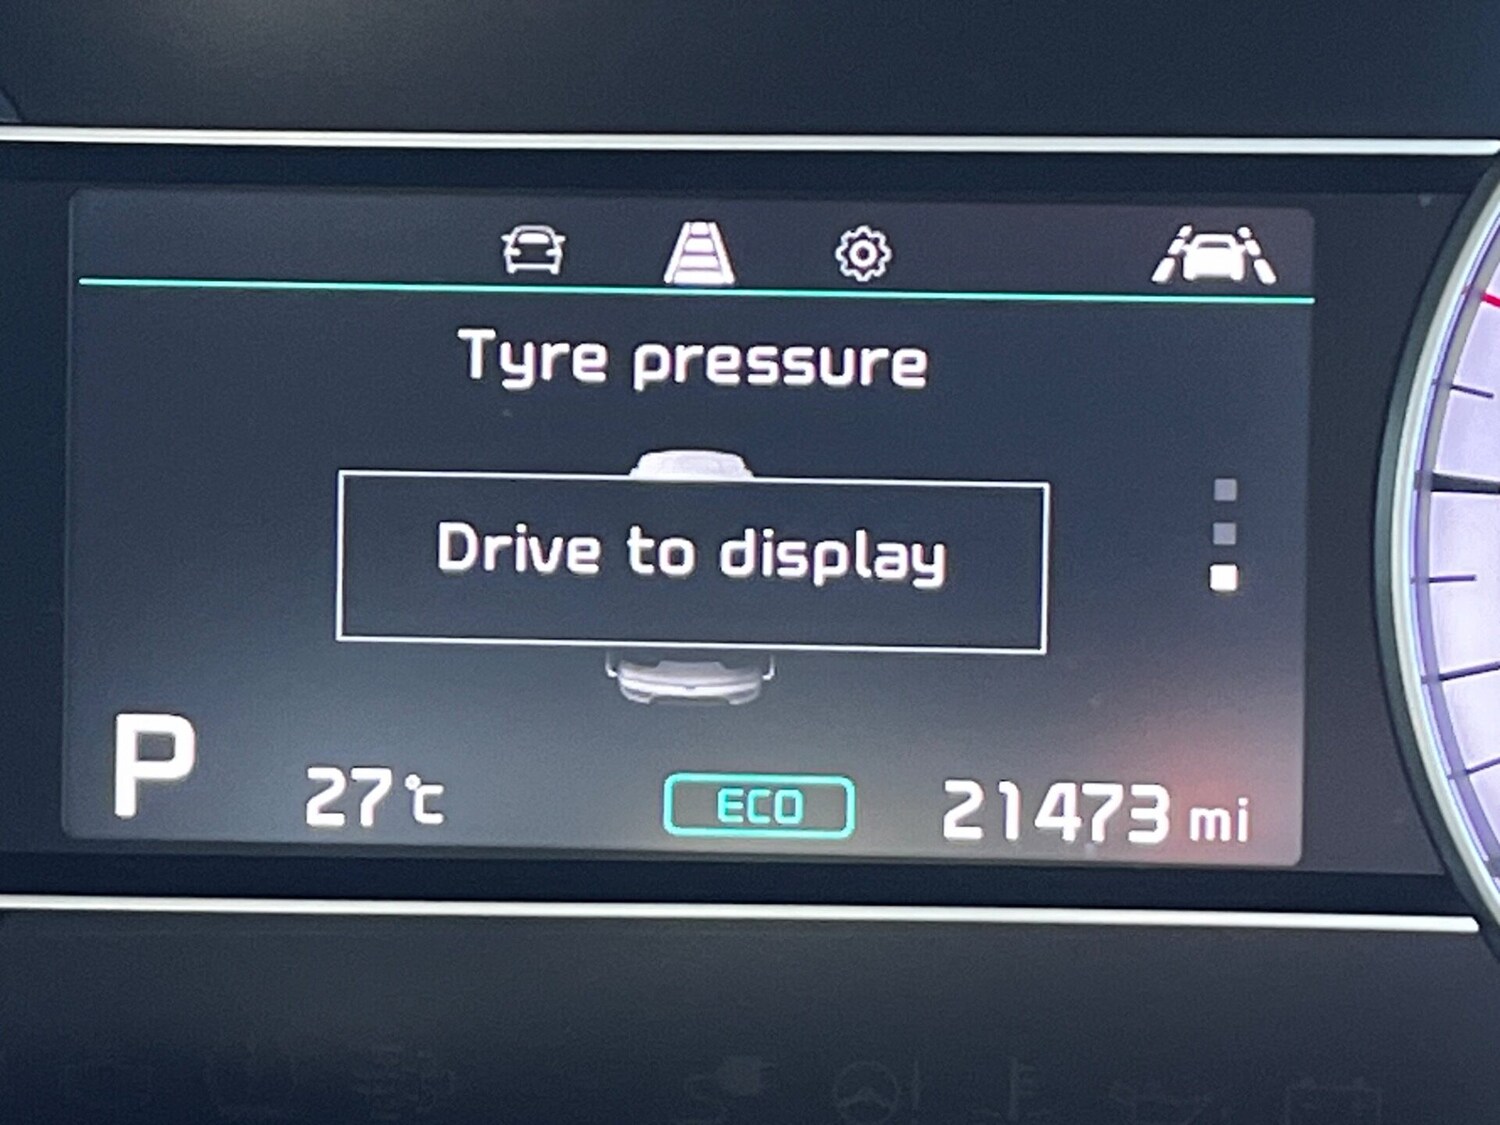 Tyre pressure
Drive to display
P 27°C ECO 21473 mi